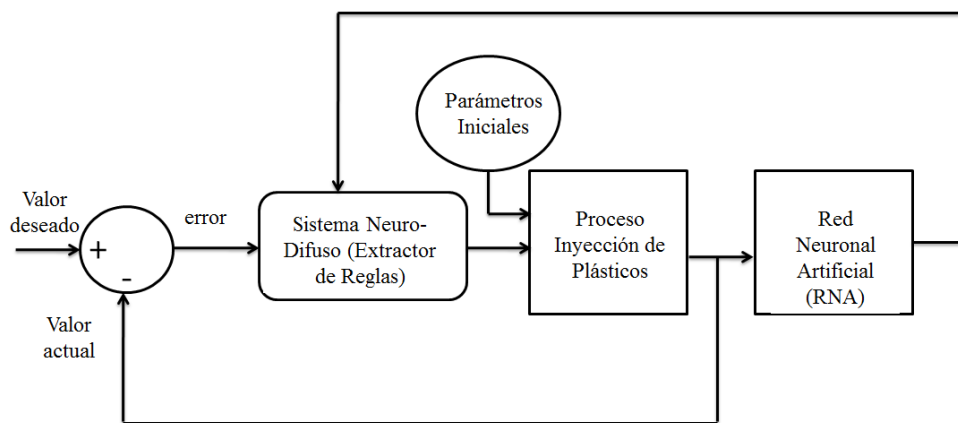 Parámetros
Iniciales
Valor
deseado
+
-
error
Sistema Neuro-
Difuso (Extractor
de Reglas)
Proceso
Inyección de
Plásticos
Red
Neuronal
Artificial
(RNA)
Valor
actual